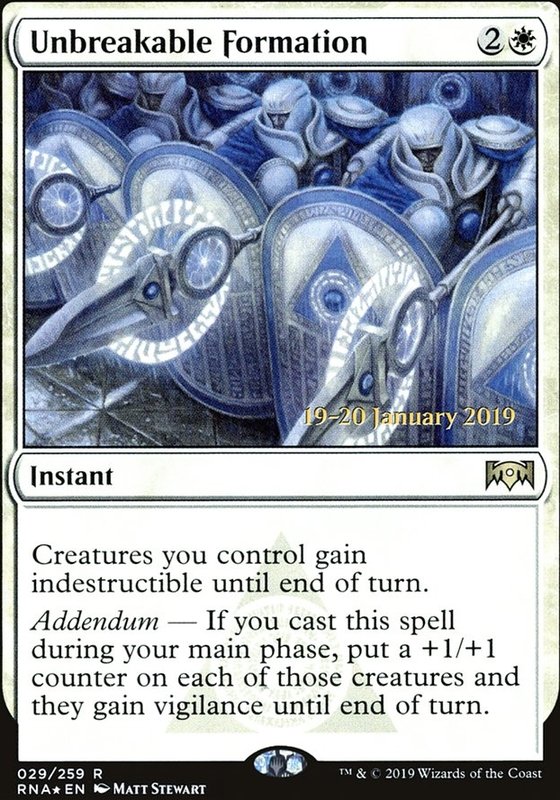 Unbreakable Formation 2
19-20 January 2019
Instant
Creatures you control gain
indestructible until end of turn.
Addendum — If you cast this spell
during your main phase, put a +1/+1
counter on each of those creatures and
they gain vigilance until end of turn.
029/259 R
RNA★EN Matt Stewart
™ & © 2019 Wizards of the Coast